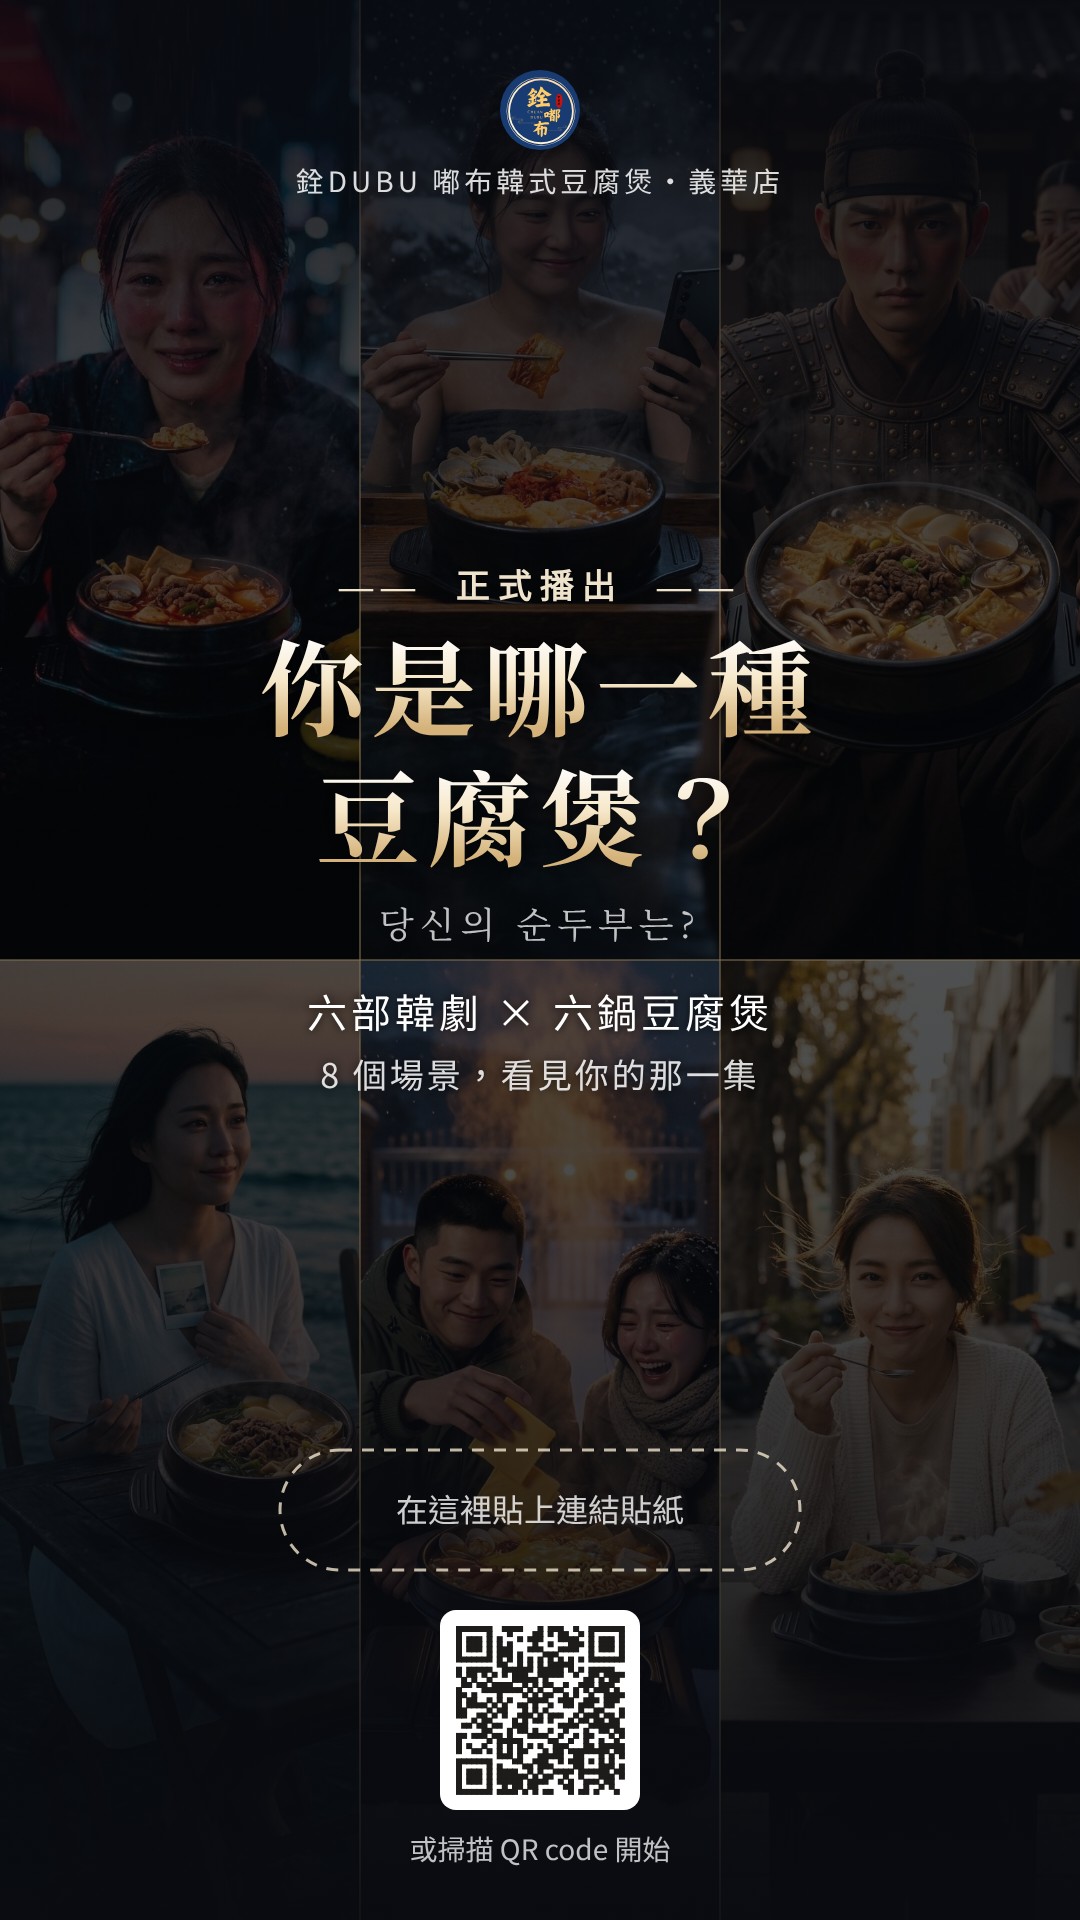 銓
嘟
布
銓DUBU 嘟布韓式豆腐煲・義華店
—— 正式播出 ——
你是哪一種
豆腐煲？
당신의 순두부는?
六部韓劇 × 六鍋豆腐煲
8 個場景，看見你的那一集
在這裡貼上連結貼紙
或掃描 QR code 開始